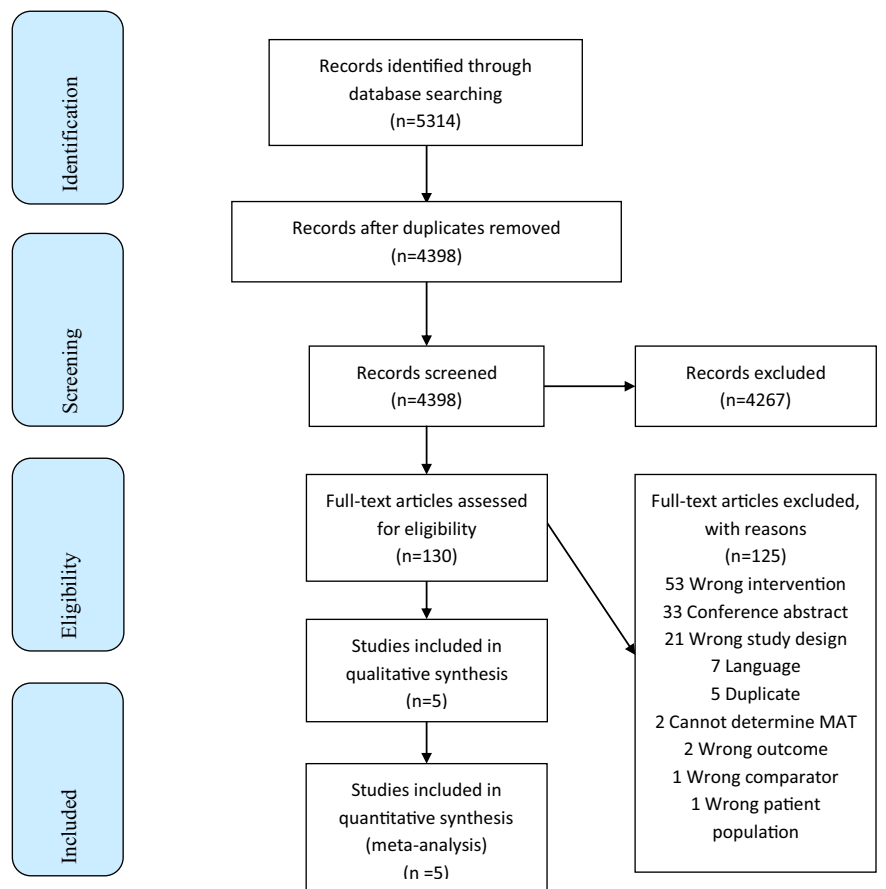 Identification
Records identified through
database searching
(n=5314)
Records after duplicates removed
(n=4398)
Screening
Records screened
(n=4398)
Records excluded
(n=4267)
Eligibility
Full-text articles assessed
for eligibility
(n=130)
Full-text articles excluded,
with reasons
(n=125)
53 Wrong intervention
33 Conference abstract
21 Wrong study design
7 Language
5 Duplicate
2 Cannot determine MAT
2 Wrong outcome
1 Wrong comparator
1 Wrong patient
population
Studies included in
qualitative synthesis
(n=5)
Included
Studies included in
quantitative synthesis
(meta-analysis)
(n =5)